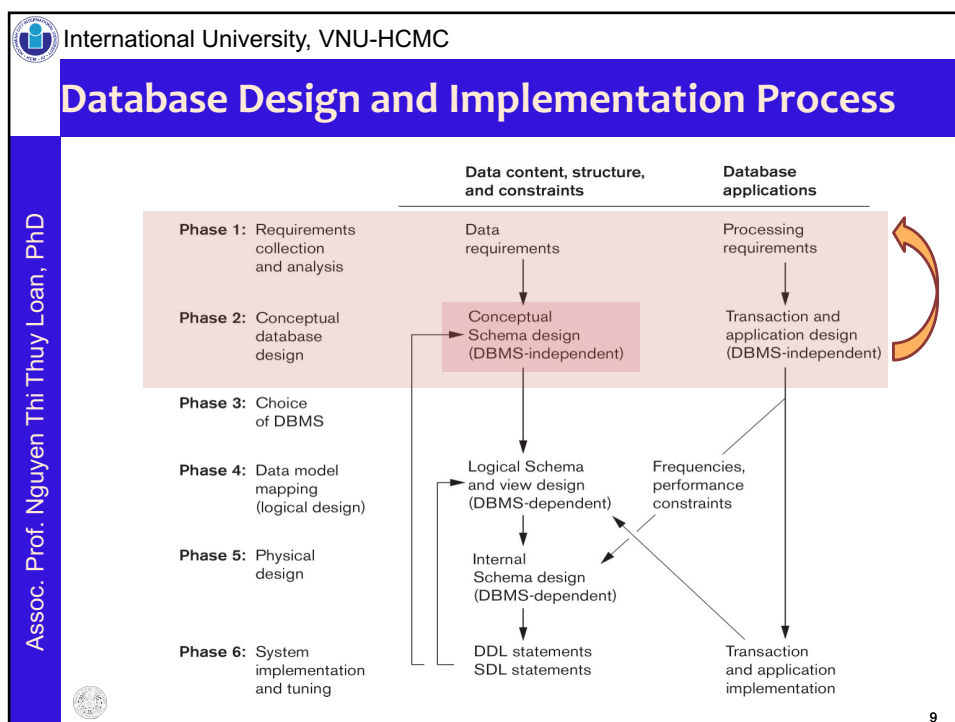 International University, VNU-HCMC
Database Design and Implementation Process
Assoc. Prof. Nguyen Thi Thuy Loan, PhD
Data content, structure,
and constraints
Database
applications
Phase 1: Requirements
collection
and analysis
Data
requirements
Processing
requirements
Phase 2: Conceptual
database
design
Conceptual
Schema design
(DBMS-independent)
Transaction and
application design
(DBMS-independent)
Phase 3: Choice
of DBMS
Phase 4: Data model
mapping
(logical design)
Logical Schema
and view design
(DBMS-dependent)
Frequencies,
performance
constraints
Phase 5: Physical
design
Internal
Schema design
(DBMS-dependent)
Phase 6: System
implementation
and tuning
DDL statements
SDL statements
Transaction
and application
implementation
9